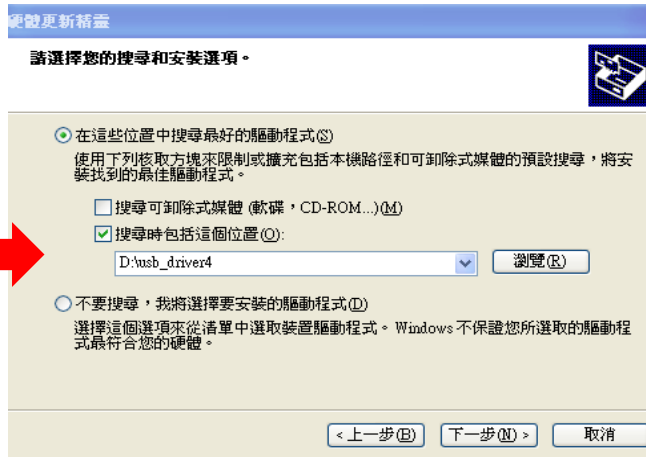 硬體更新精靈
請選擇您的搜尋和安裝選項。
在這些位置中搜尋最好的驅動程式(S)
使用下列核取方塊來限制或擴充包括本機路徑和可卸除式媒體的預設搜尋，將安
裝找到的最佳驅動程式。
搜尋可卸除式媒體 (軟碟，CD-ROM...)(M)
搜尋時包括這個位置(O):
D:\usb_driver4 瀏覽(R)
不要搜尋，我將選擇要安裝的驅動程式(D)
選擇這個選項來從清單中選取裝置驅動程式。Windows 不保證您所選取的驅動程
式最符合您的硬體。
<上一步(B) 下一步(N)> 取消